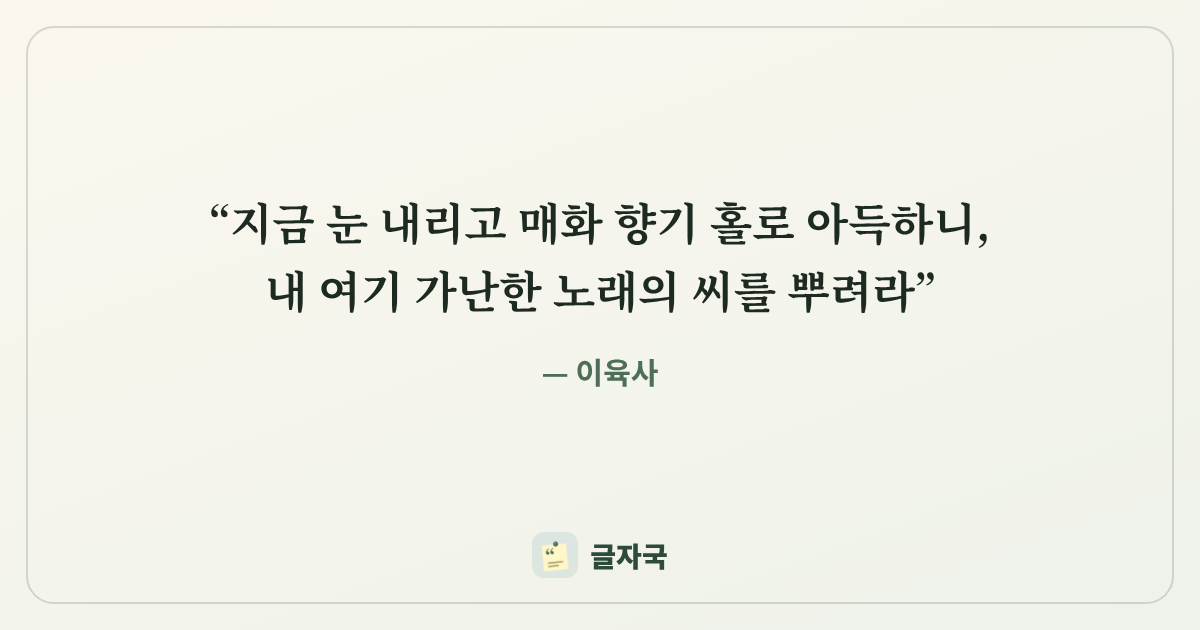 “지금 눈 내리고 매화 향기 홀로 아득하니,
내 여기 가난한 노래의 씨를 뿌려라”
— 이육사
글자국